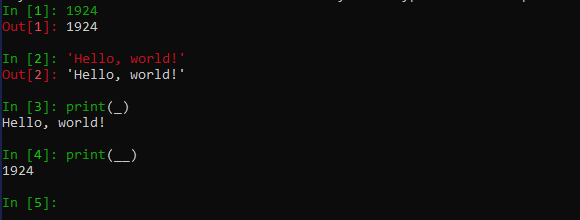 In [1]: 1924
Out[1]: 1924
In [2]: 'Hello, world!'
Out[2]: 'Hello, world!'
In [3]: print(_)
Hello, world!
In [4]: print(__)
1924
In [5]: